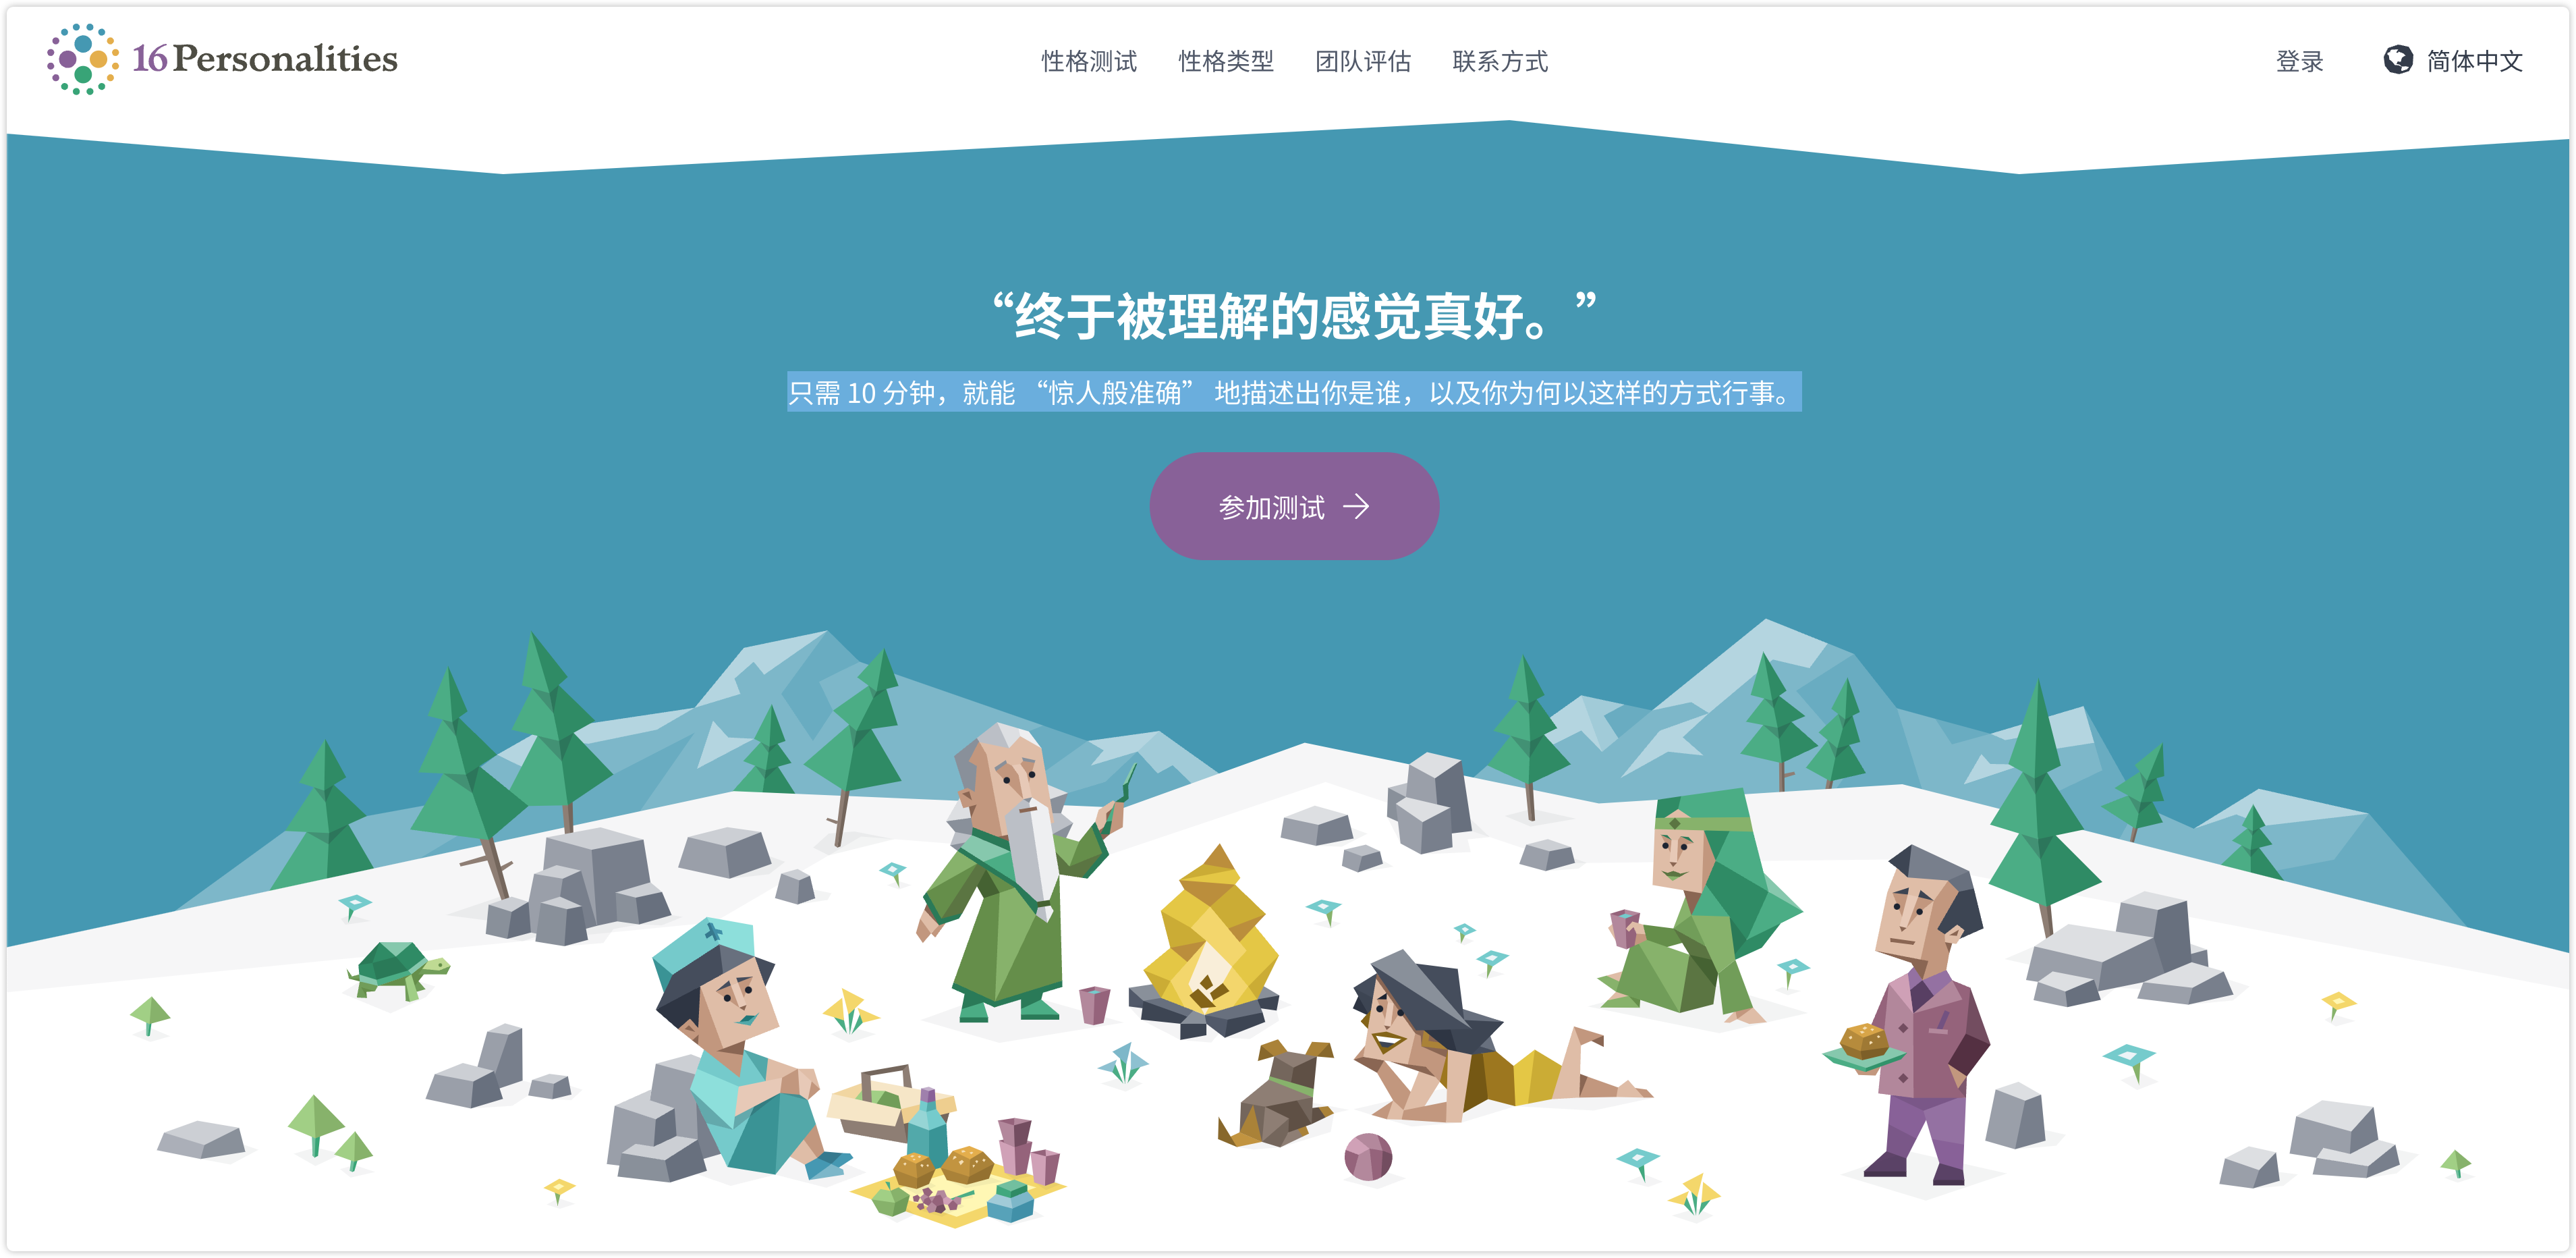 16Personalities
性格测试 性格类型 团队评估 联系方式
登录 简体中文
“终于被理解的感觉真好。”
只需 10 分钟，就能 “惊人般准确” 地描述出你是谁，以及你为何以这样的方式行事。
参加测试 →